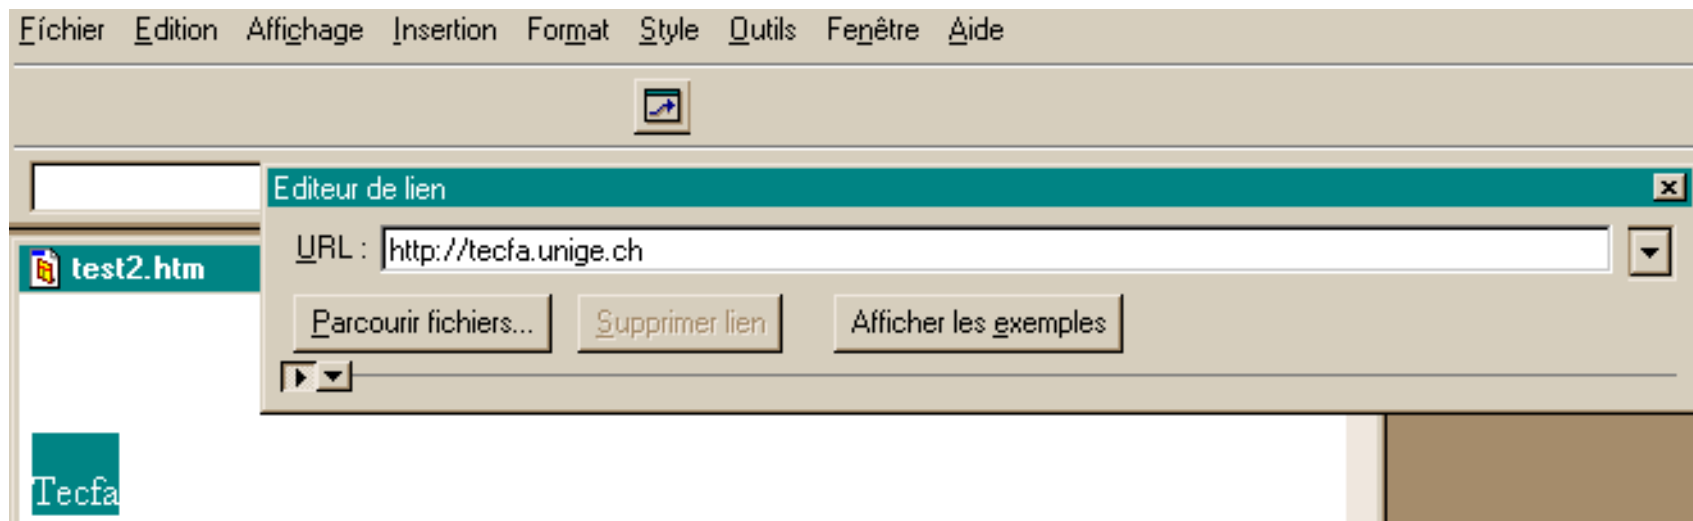 Fichier Edition Affichage Insertion Format Style Outils Fenêtre Aide
Editeur de lien
URL : http://tecfa.unige.ch
test2.htm
Parcourir fichiers... Supprimer lien Afficher les exemples
Tecfa